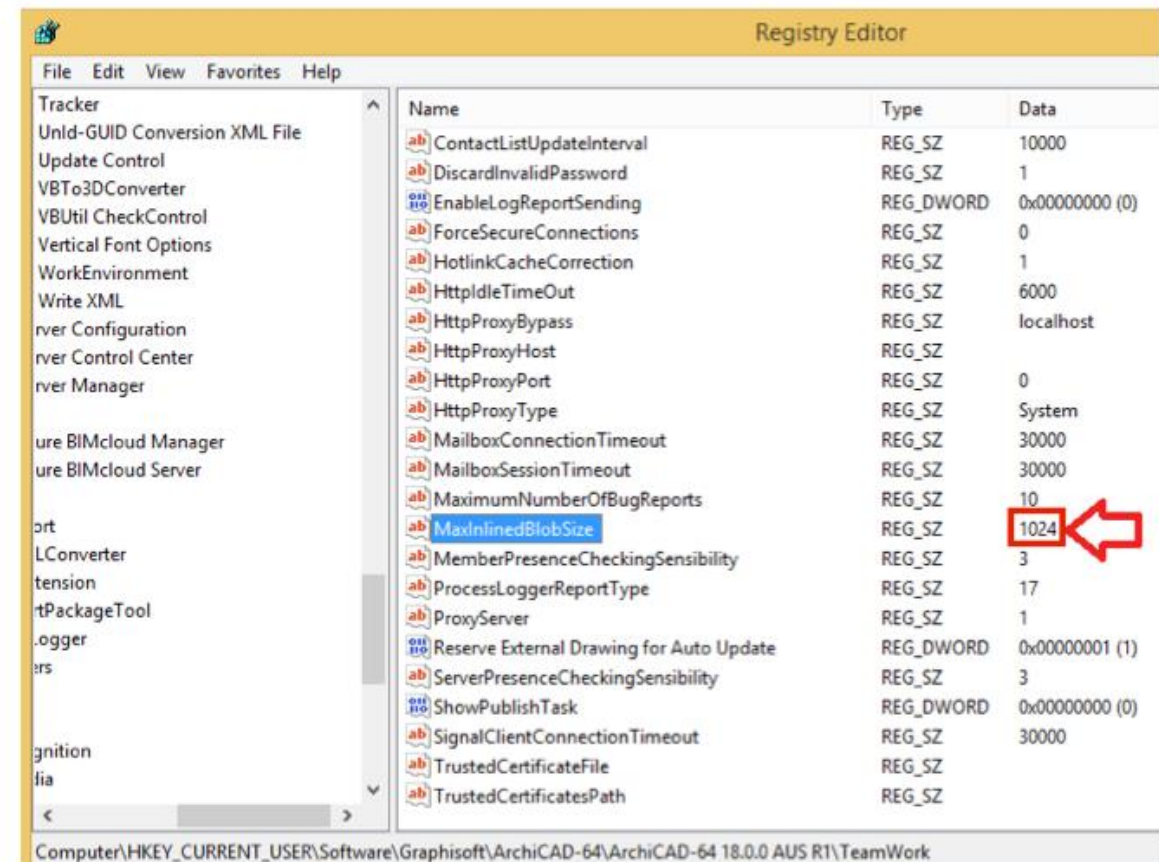 Registry Editor
File Edit View Favorites Help
Tracker
UnId-GUID Conversion XML File
Update Control
VBTo3DConverter
VBUtil CheckControl
Vertical Font Options
WorkEnvironment
Write XML
rver Configuration
rver Control Center
rver Manager
ure BIMcloud Manager
ure BIMcloud Server
ort
LConverter
tension
rtPackageTool
Logger
ers
gnition
dia
Name Type Data
ContactListUpdateInterval REG_SZ 10000
DiscardInvalidPassword REG_SZ 1
EnableLogReportSending REG_DWORD 0x00000000 (0)
ForceSecureConnections REG_SZ 0
HotlinkCacheCorrection REG_SZ 1
HttpIdleTimeOut REG_SZ 6000
HttpProxyBypass REG_SZ localhost
HttpProxyHost REG_SZ
HttpProxyPort REG_SZ 0
HttpProxyType REG_SZ System
MailboxConnectionTimeout REG_SZ 30000
MailboxSessionTimeout REG_SZ 30000
MaximumNumberOfBugReports REG_SZ 10
MaxInlinedBlobSize REG_SZ 1024
MemberPresenceCheckingSensibility REG_SZ 3
ProcessLoggerReportType REG_SZ 17
ProxyServer REG_SZ 1
Reserve External Drawing for Auto Update REG_DWORD 0x00000001 (1)
ServerPresenceCheckingSensibility REG_SZ 3
ShowPublishTask REG_DWORD 0x00000000 (0)
SignalClientConnectionTimeout REG_SZ 30000
TrustedCertificateFile REG_SZ
TrustedCertificatesPath REG_SZ
Computer\HKEY_CURRENT_USER\Software\Graphisoft\ArchiCAD-64\ArchiCAD-64 18.0.0 AUS R1\TeamWork